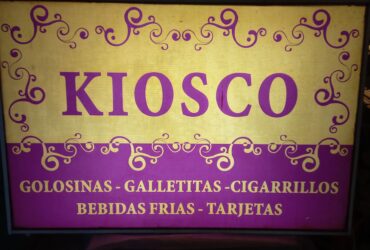 KIOSCO
GOLOSINAS - GALLETITAS -CIGARRILLOS
BEBIDAS FRIAS - TARJETAS